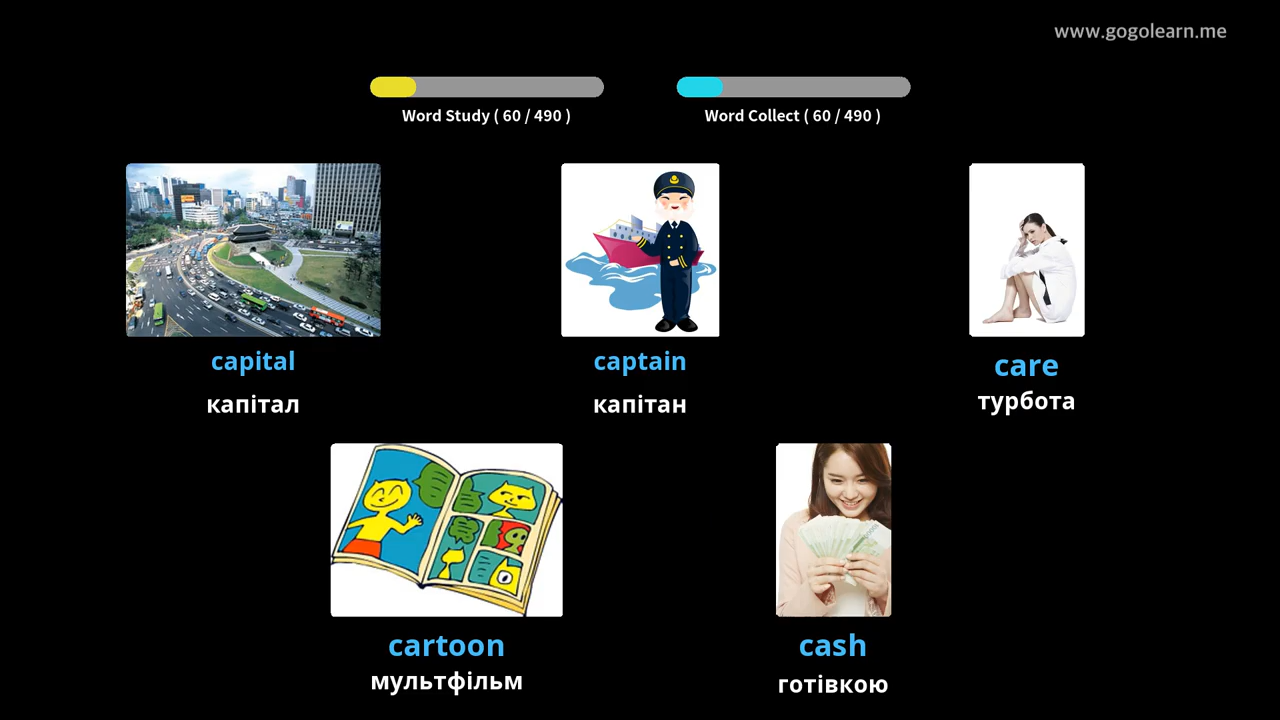 www.gogolearn.me
Word Study ( 60 / 490 )
Word Collect ( 60 / 490 )
capital
капітал
captain
капітан
care
турбота
cartoon
мультфільм
cash
готівкою